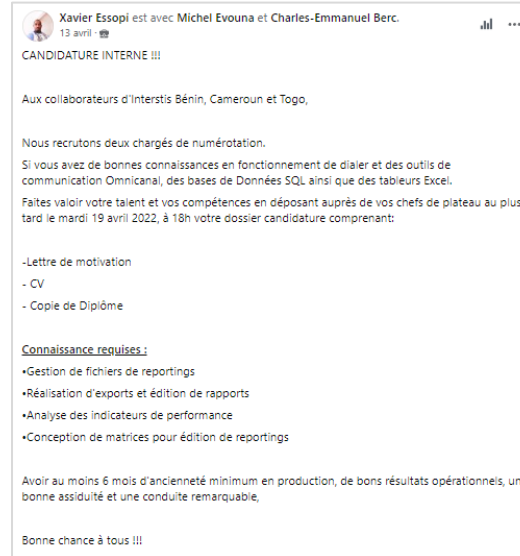 Xavier Essopi est avec Michel Evouna et Charles-Emmanuel Berc.
13 avril ·
CANDIDATURE INTERNE !!!
Aux collaborateurs d'Interstis Bénin, Cameroun et Togo,
Nous recrutons deux chargés de numérotation.
Si vous avez de bonnes connaissances en fonctionnement de dialer et des outils de
communication Omnicanal, des bases de Données SQL ainsi que des tableurs Excel.
Faites valoir votre talent et vos compétences en déposant auprès de vos chefs de plateau au plus
tard le mardi 19 avril 2022, à 18h votre dossier candidature comprenant:
-Lettre de motivation
- CV
- Copie de Diplôme
Connaissance requises :
•Gestion de fichiers de reportings
•Réalisation d'exports et édition de rapports
•Analyse des indicateurs de performance
•Conception de matrices pour édition de reportings
Avoir au moins 6 mois d'ancienneté minimum en production, de bons résultats opérationnels, un
bonne assiduité et une conduite remarquable,
Bonne chance à tous !!!